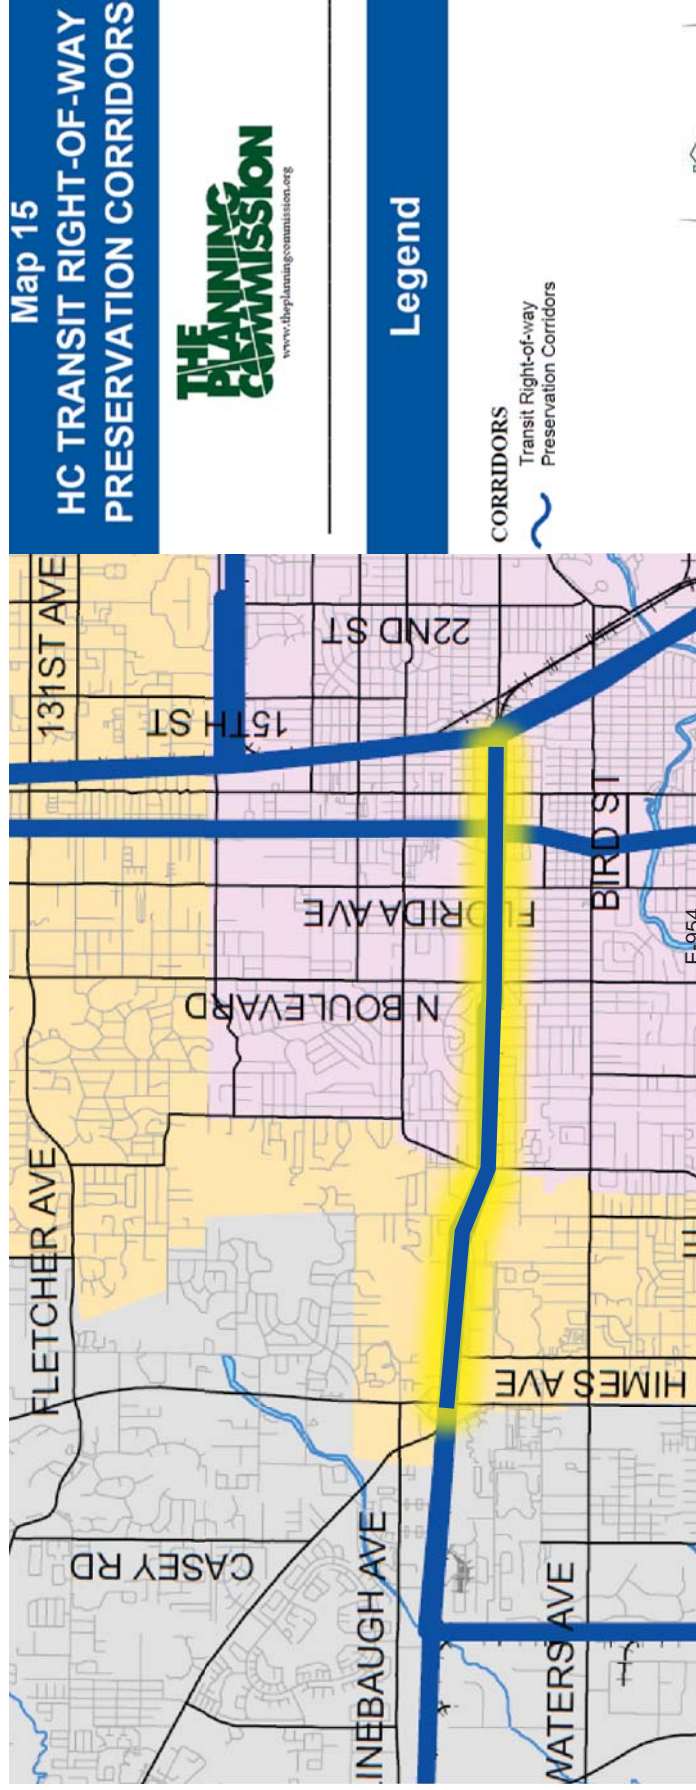 Map 15
HC TRANSIT RIGHT-OF-WAY
PRESERVATION CORRIDORS
THE
PLANNING
COMMISSION
www.theplanningcommission.org
Legend
CORRIDORS
Transit Right-of-way
Preservation Corridors
131ST AVE
15TH ST
22ND ST
FLORIDA AVE
BIRD ST
N BOULEVARD
FLETCHER AVE
HIMES AVE
CASEY RD
LINEBAUGH AVE
WATERS AVE